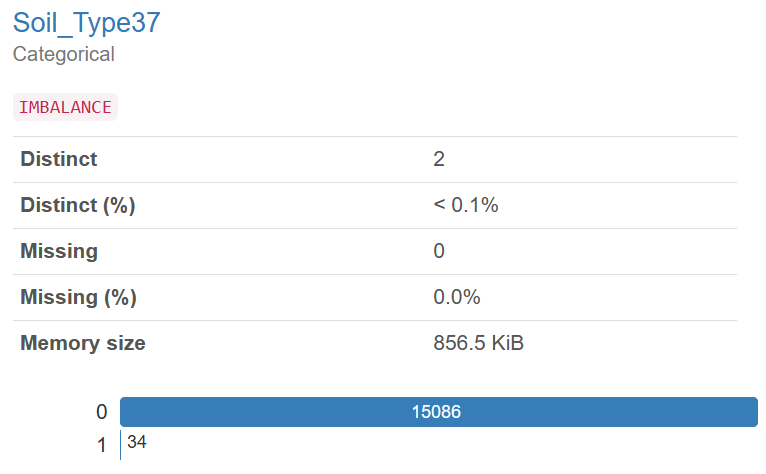 Soil_Type37
Categorical
IMBALANCE
Distinct 2
Distinct (%) < 0.1%
Missing 0
Missing (%) 0.0%
Memory size 856.5 KiB
0 15086
1 34